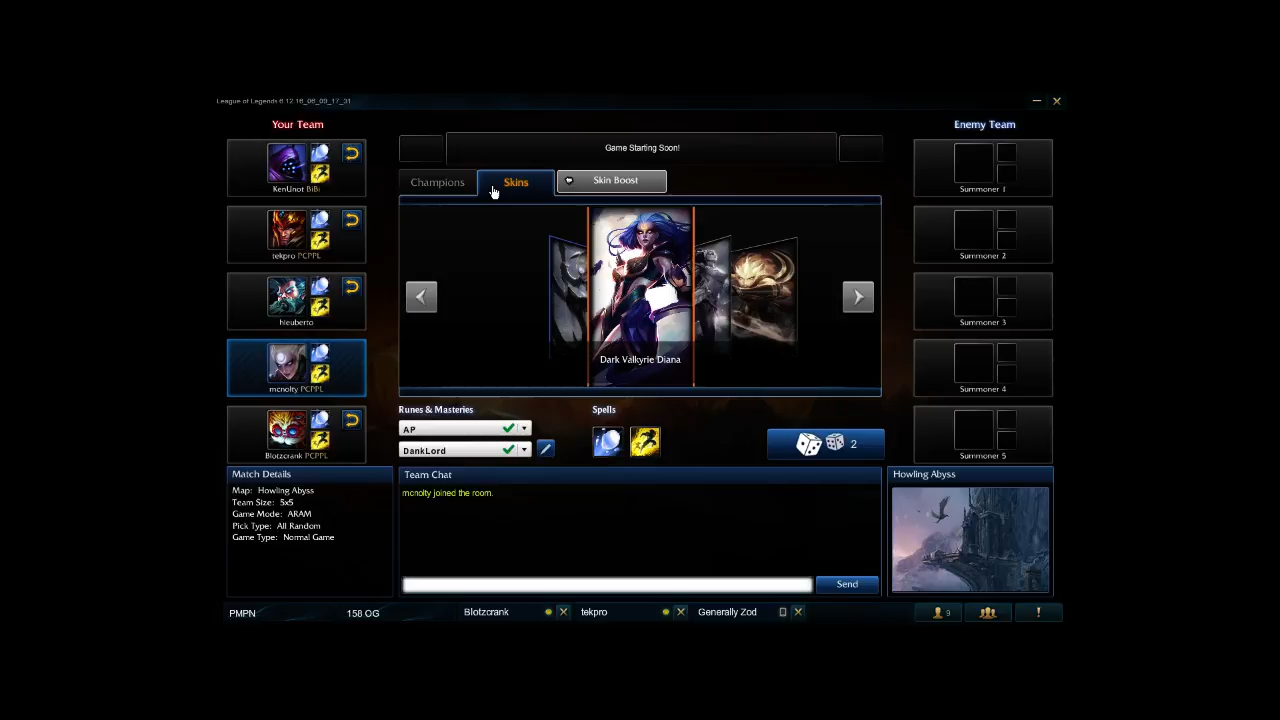 League of Legends 6.12.16_06_09_17_31
Your Team
Enemy Team
Game Starting Soon!
Champions
Skins
Skin Boost
KenUnot BiBi
tekpro PCPPL
hieuberto
mcnolty PCPPL
Blotzcrank PCPPL
Summoner 1
Summoner 2
Summoner 3
Summoner 4
Summoner 5
Dark Valkyrie Diana
Runes & Masteries
AP
DankLord
Spells
2
Match Details
Map: Howling Abyss
Team Size: 5x5
Game Mode: ARAM
Pick Type: All Random
Game Type: Normal Game
Team Chat
mcnolty joined the room.
Send
Howling Abyss
PMPN
158 OG
Blotzcrank
tekpro
Generally Zod
9